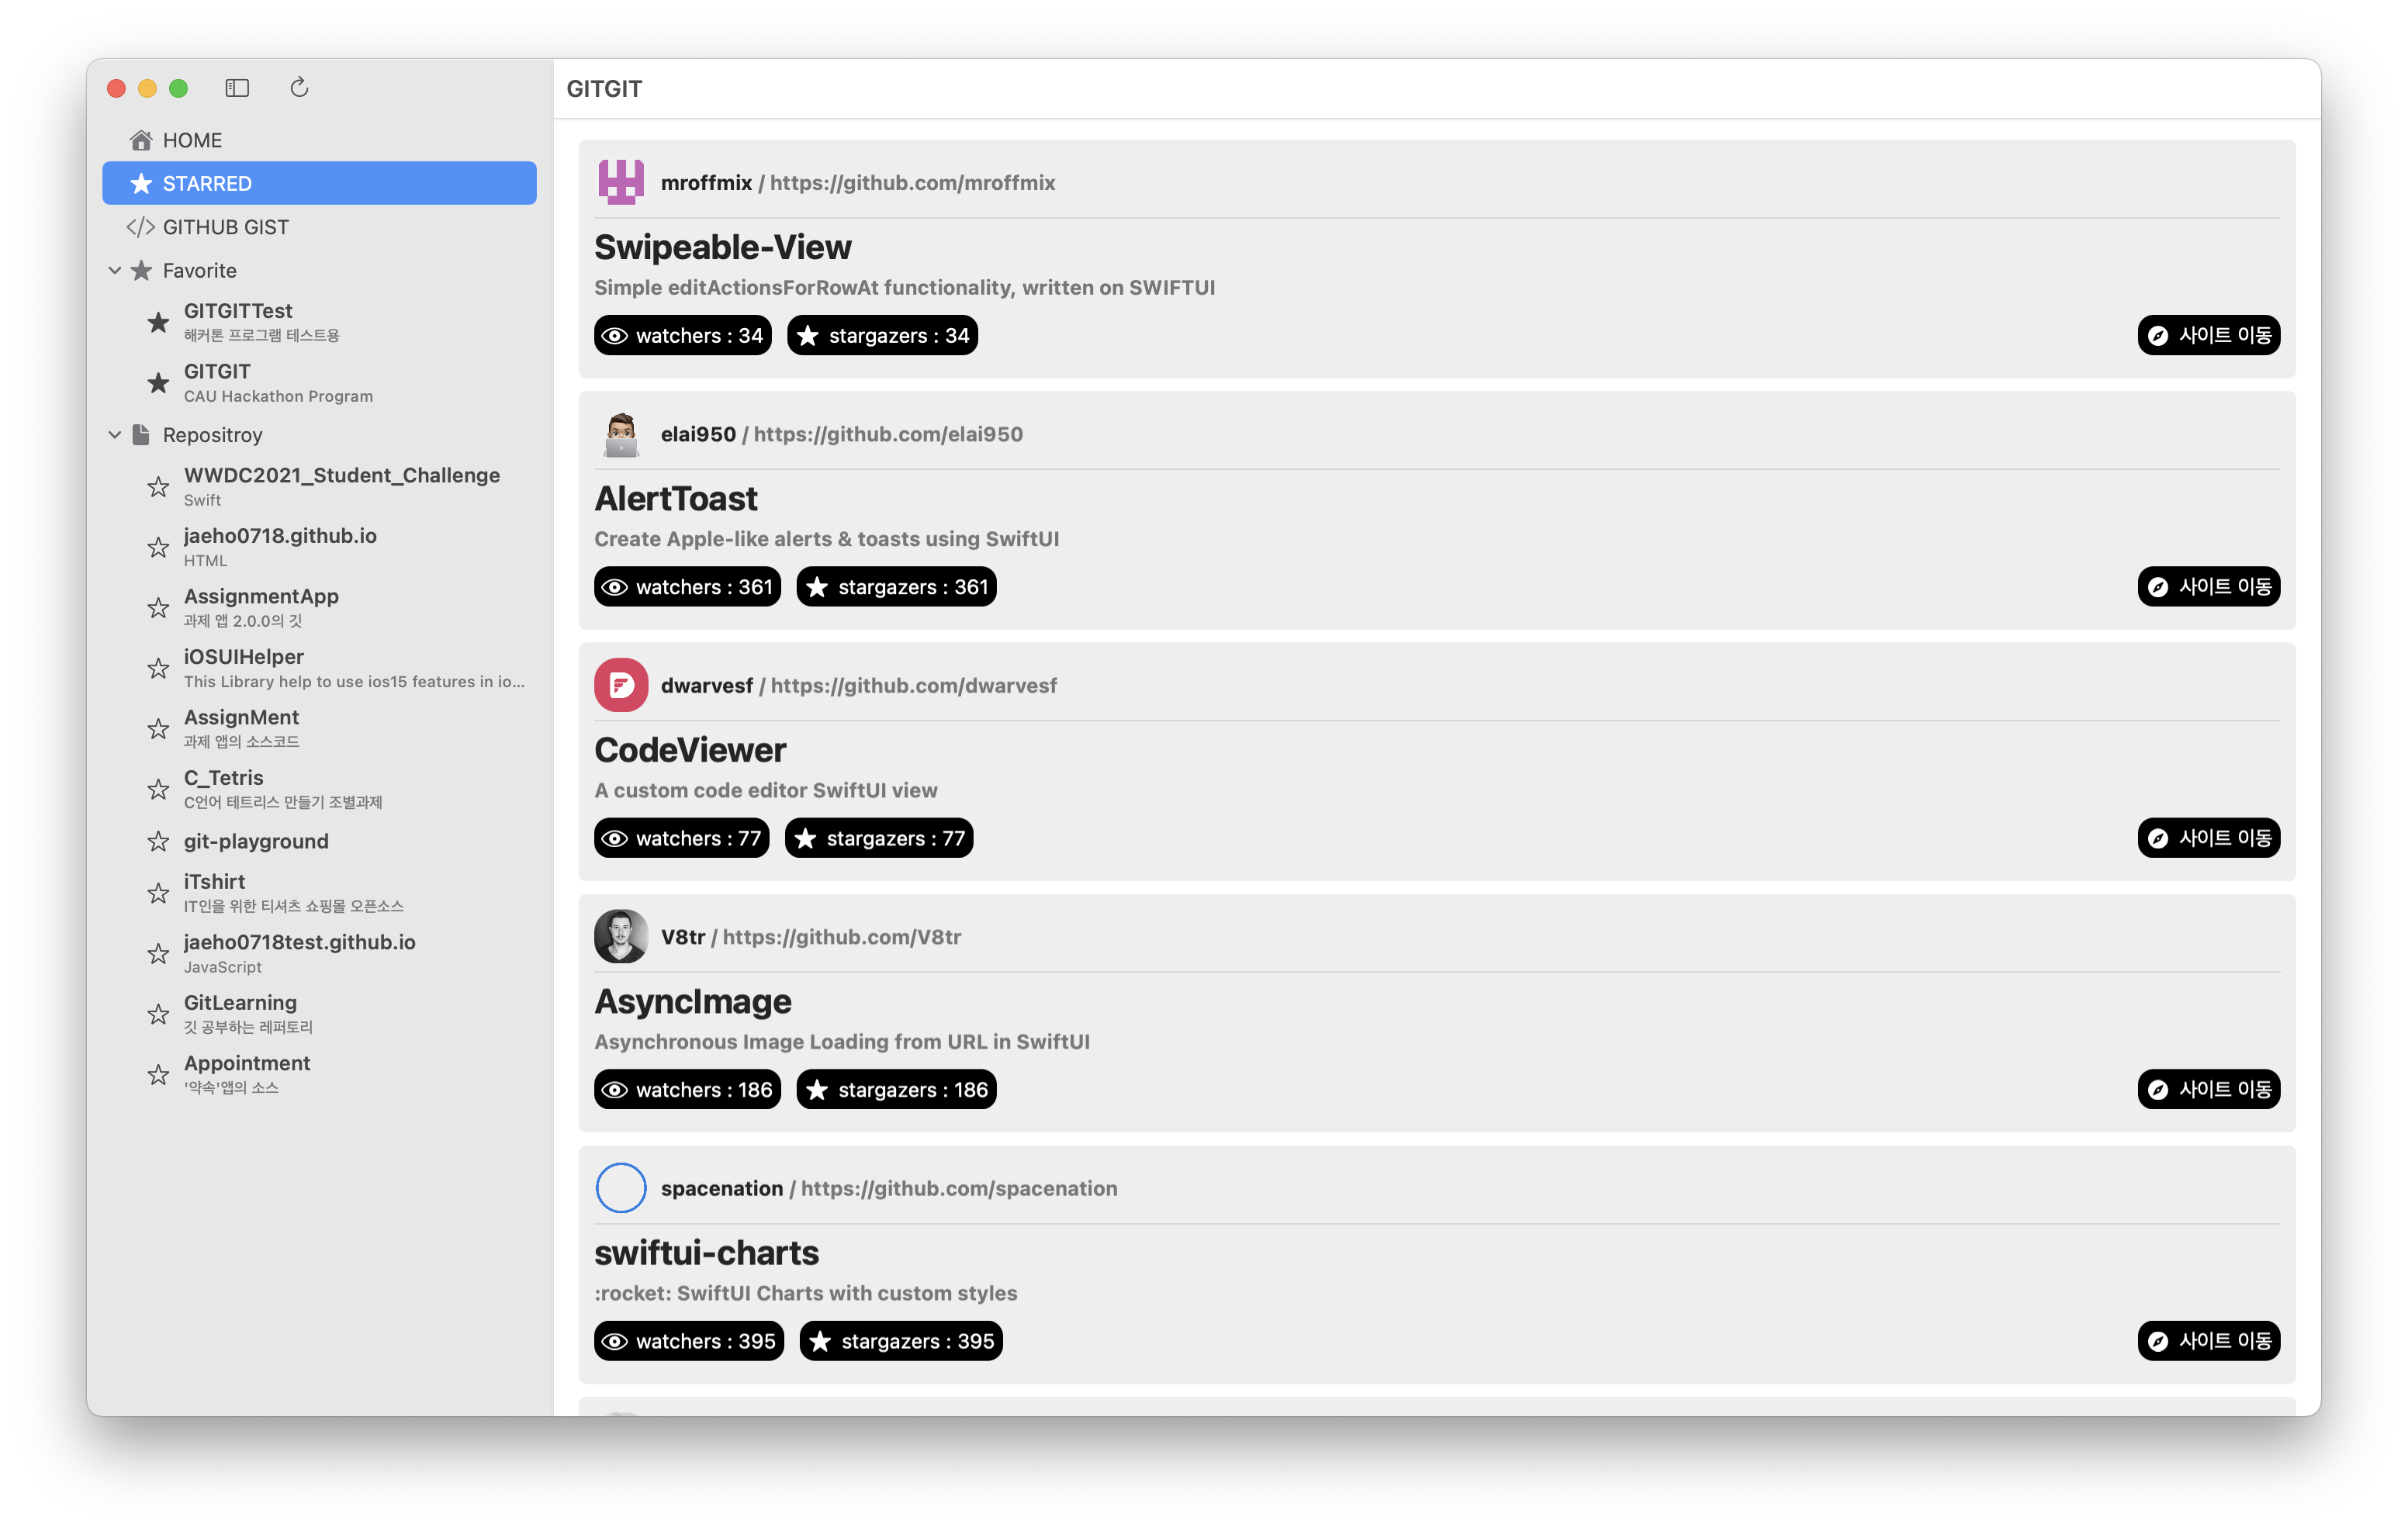 GITGIT
HOME
STARRED
GITHUB GIST
Favorite
GITGITTest
해커톤 프로그램 테스트용
GITGIT
CAU Hackathon Program
Repositroy
WWDC2021_Student_Challenge
Swift
jaeho0718.github.io
HTML
AssignmentApp
과제 앱 2.0.0의 깃
iOSUIHelper
This Library help to use ios15 features in io...
AssignMent
과제 앱의 소스코드
C_Tetris
C언어 테트리스 만들기 조별과제
git-playground
iTshirt
IT인을 위한 티셔츠 쇼핑몰 오픈소스
jaeho0718test.github.io
JavaScript
GitLearning
깃 공부하는 레퍼토리
Appointment
'약속'앱의 소스
mroffmix / https://github.com/mroffmix
Swipeable-View
Simple editActionsForRowAt functionality, written on SWIFTUI
watchers : 34 stargazers : 34 사이트 이동
elai950 / https://github.com/elai950
AlertToast
Create Apple-like alerts & toasts using SwiftUI
watchers : 361 stargazers : 361 사이트 이동
dwarvesf / https://github.com/dwarvesf
CodeViewer
A custom code editor SwiftUI view
watchers : 77 stargazers : 77 사이트 이동
V8tr / https://github.com/V8tr
AsyncImage
Asynchronous Image Loading from URL in SwiftUI
watchers : 186 stargazers : 186 사이트 이동
spacenation / https://github.com/spacenation
swiftui-charts
:rocket: SwiftUI Charts with custom styles
watchers : 395 stargazers : 395 사이트 이동